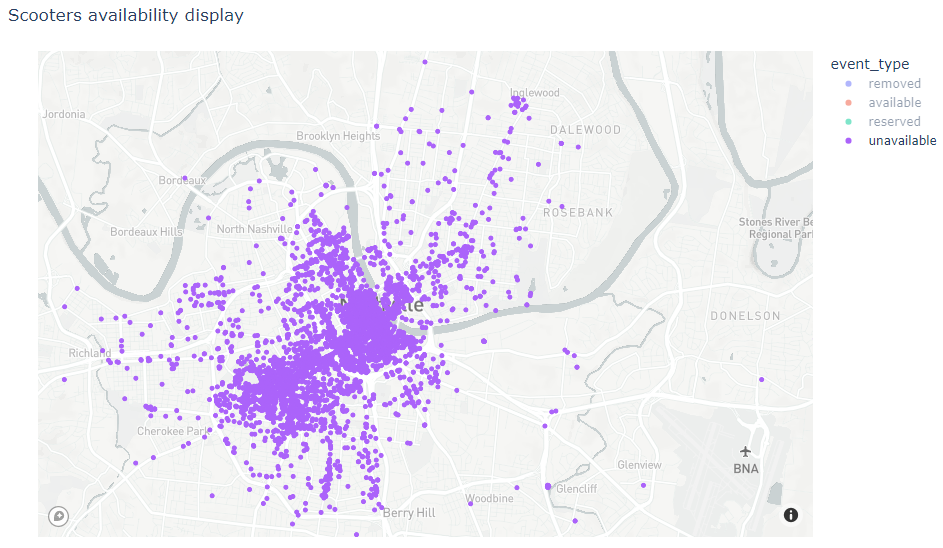 Scooters availability display
event_type
removed
available
reserved
unavailable
Inglewood
Jordonia
DALEWOOD
Brooklyn Heights
Bordeaux
ROSEBANK
Stones River Be
Regional Park
North Nashville
Bordeaux Hills
DONELSON
Richland
Cherokee Park
Glenview
BNA
Glencliff
Woodbine
Berry Hill